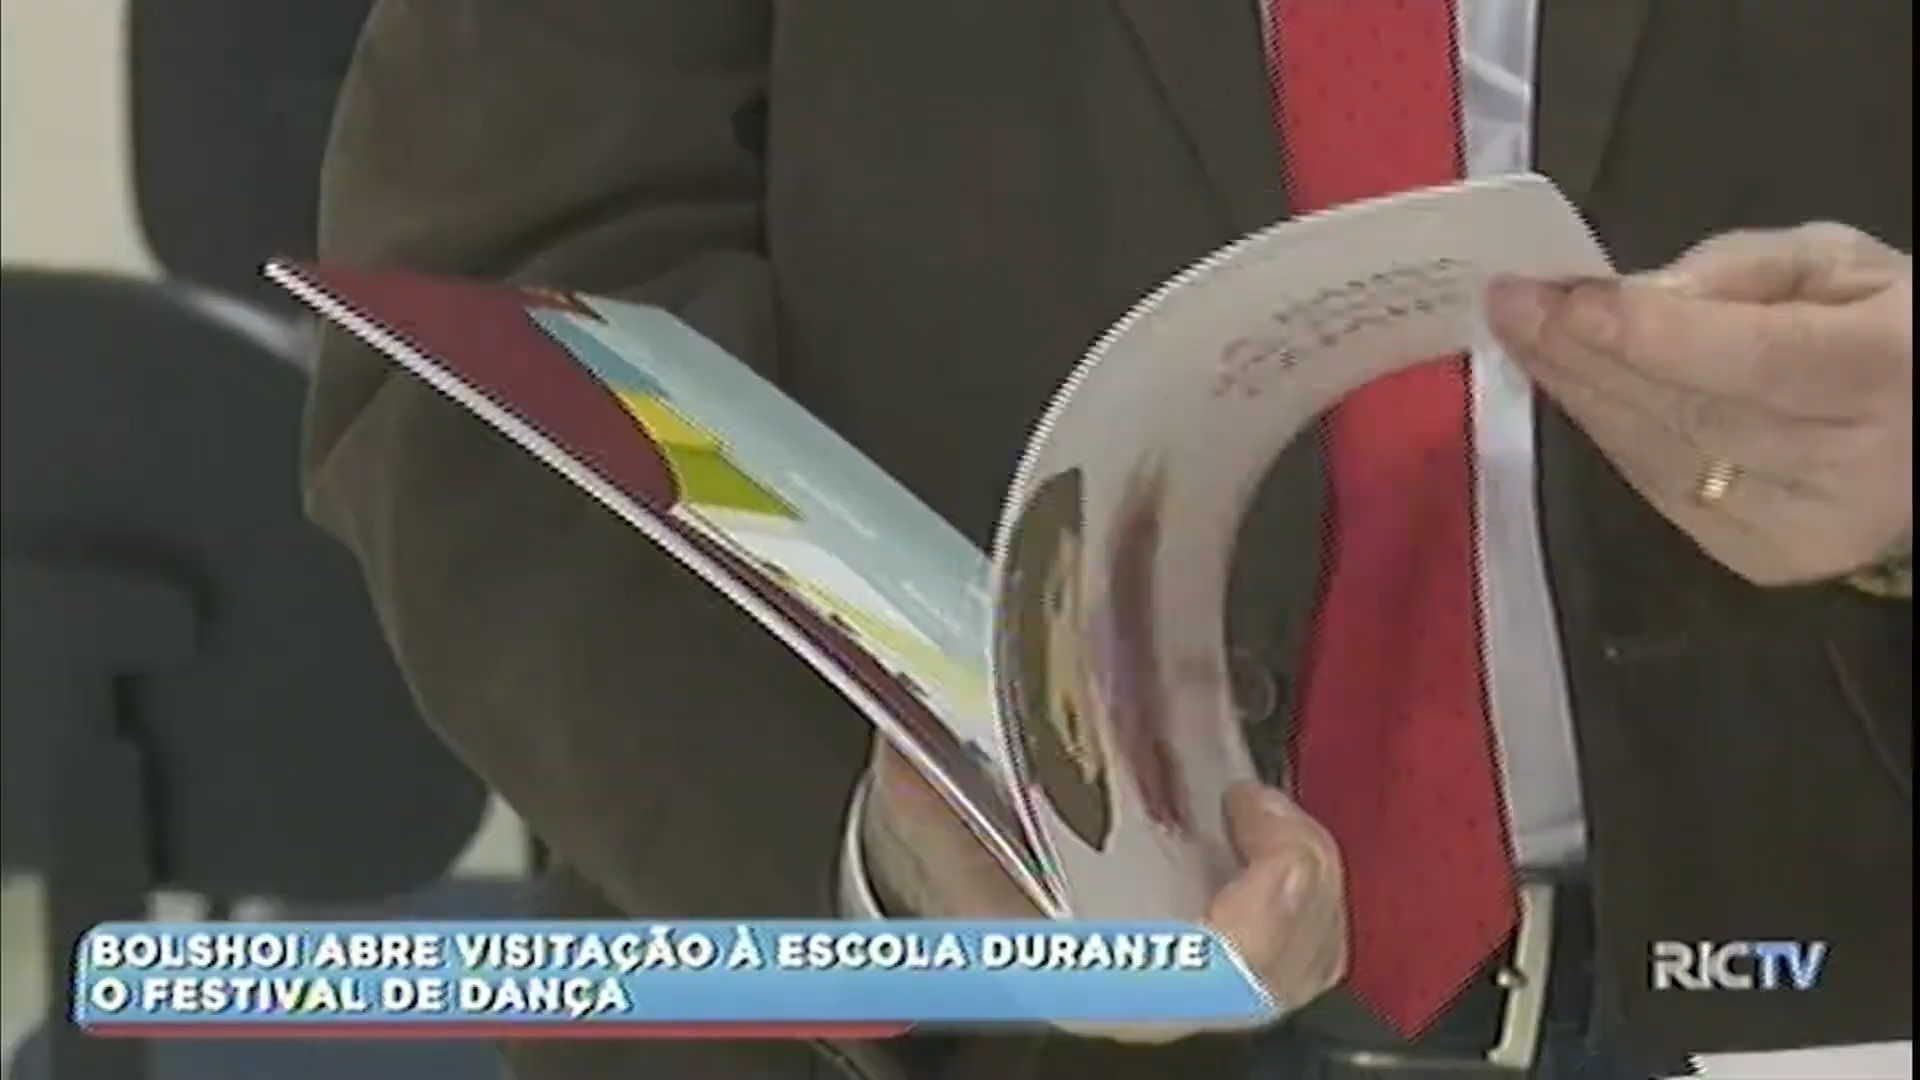 BOLSHOI ABRE VISITAÇÃO À ESCOLA DURANTE
O FESTIVAL DE DANÇA
RICTV